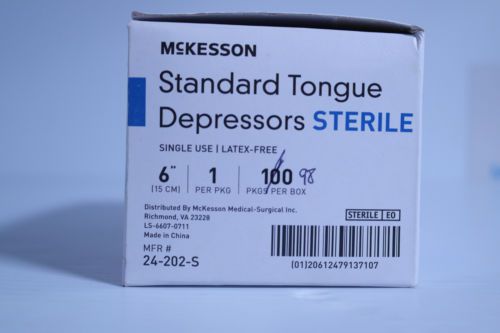 McKESSON
Standard Tongue
Depressors STERILE
SINGLE USE | LATEX-FREE
6" 1 100 98
(15 CM) PER PKG PKGS PER BOX
Distributed By McKesson Medical-Surgical Inc.
Richmond, VA 23228
LS-6607-0711
Made in China
MFR #
24-202-S
STERILE EO
(01)20612479137107